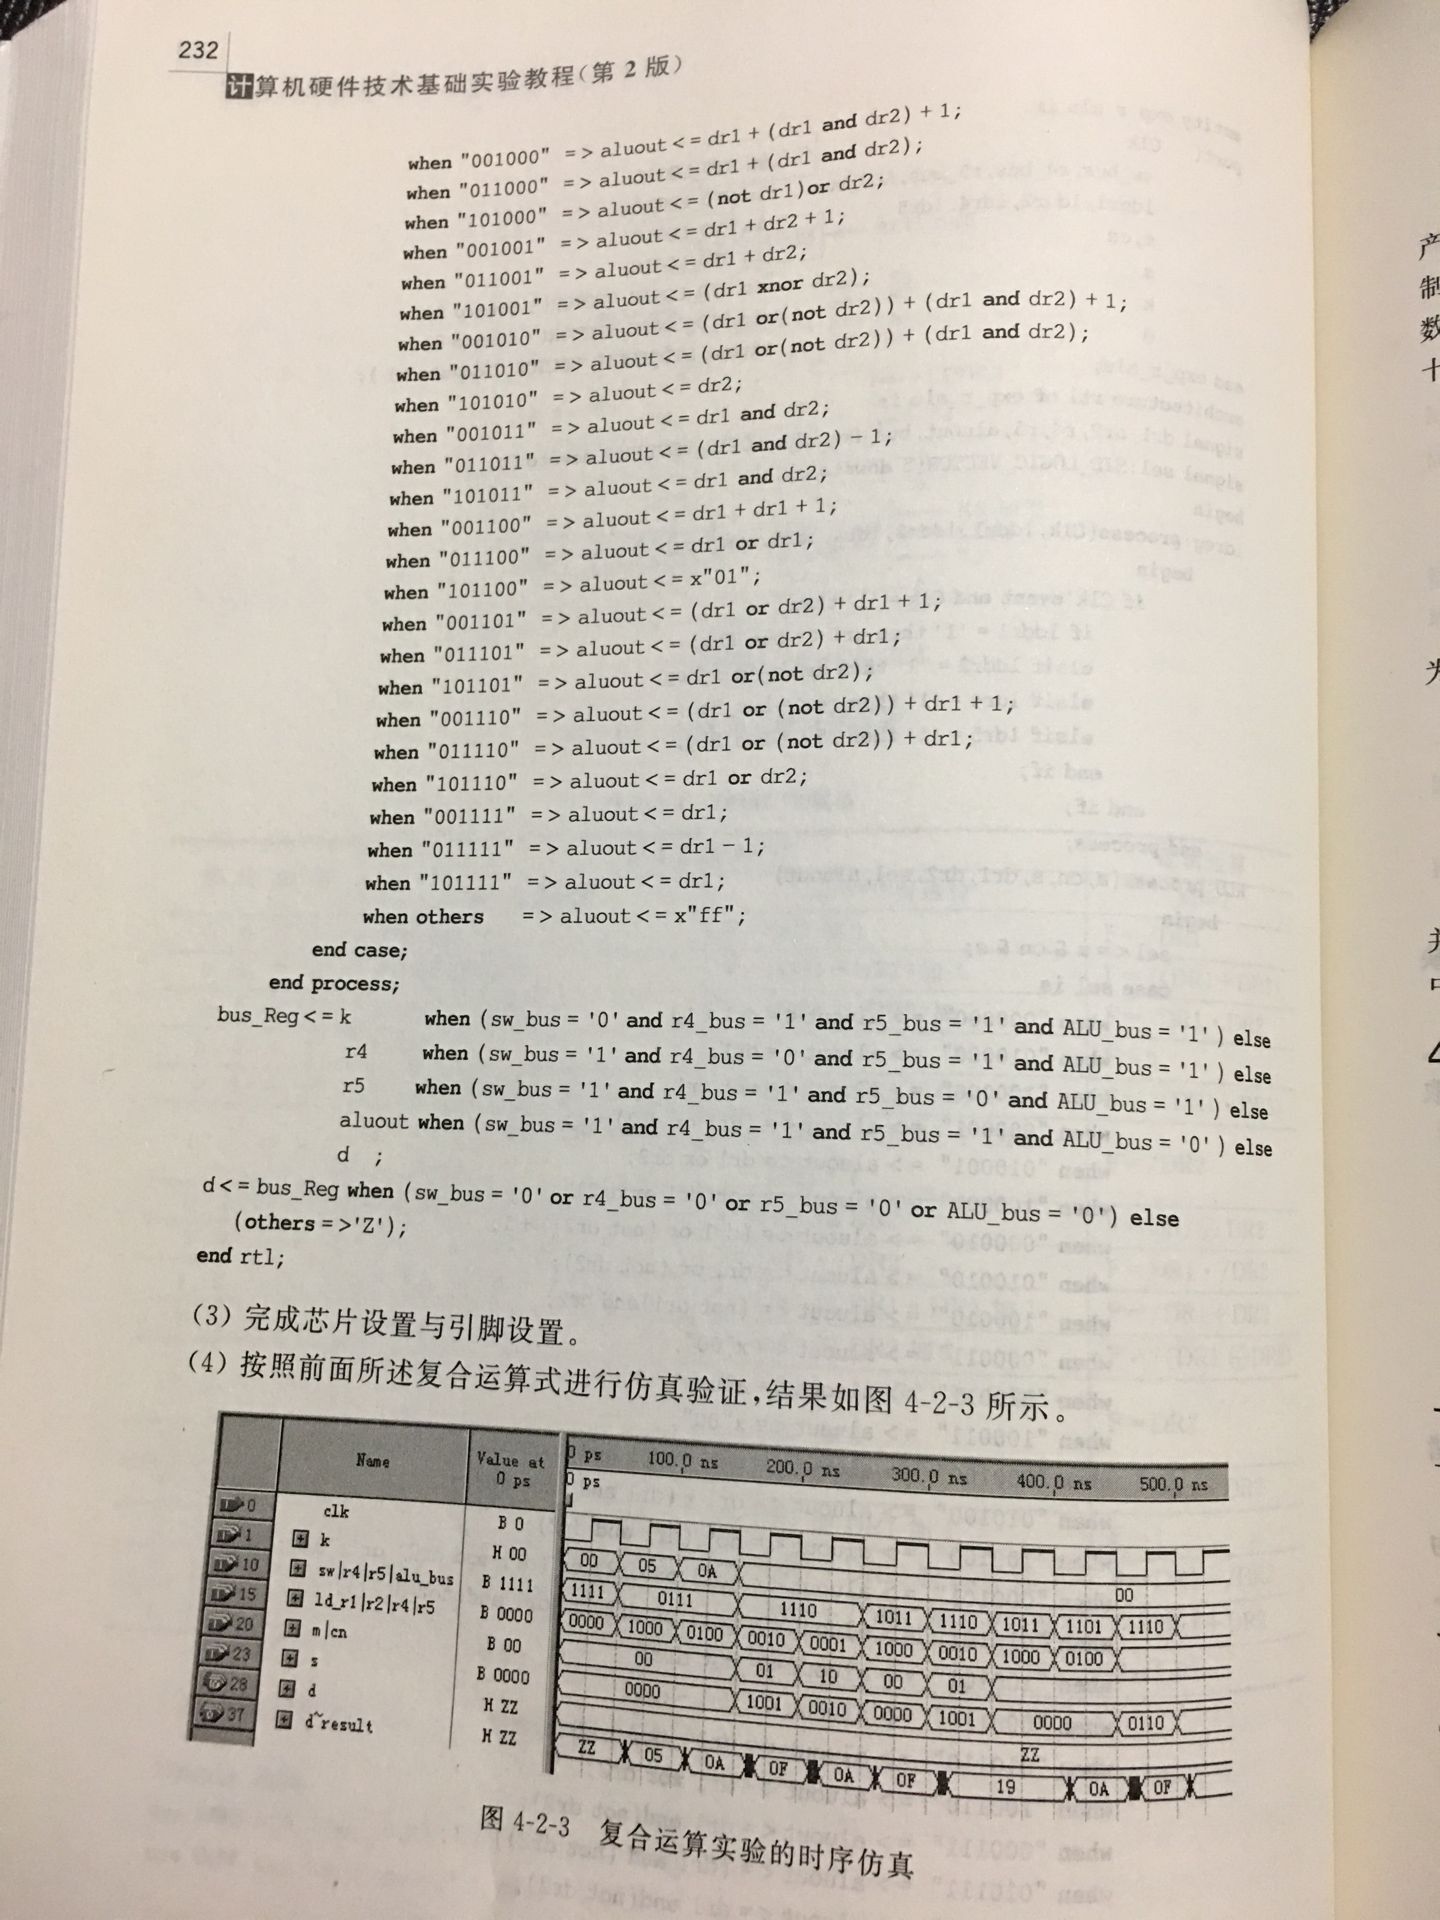 232
计算机硬件技术基础实验教程(第 2 版)
when "001000" => aluout <= dr1 + (dr1 and dr2) + 1;
when "011000" => aluout <= dr1 + (dr1 and dr2);
when "101000" => aluout <= (not dr1)or dr2;
when "001001" => aluout <= dr1 + dr2 + 1;
when "011001" => aluout <= dr1 + dr2;
when "101001" => aluout <= (dr1 xnor dr2);
when "001010" => aluout <= (dr1 or(not dr2)) + (dr1 and dr2) + 1;
when "011010" => aluout <= (dr1 or(not dr2)) + (dr1 and dr2);
when "101010" => aluout <= dr2;
when "001011" => aluout <= dr1 and dr2;
when "011011" => aluout <= (dr1 and dr2) - 1;
when "101011" => aluout <= dr1 and dr2;
when "001100" => aluout <= dr1 + dr1 + 1;
when "011100" => aluout <= dr1 or dr1;
when "101100" => aluout <= x"01";
when "001101" => aluout <= (dr1 or dr2) + dr1 + 1;
when "011101" => aluout <= (dr1 or dr2) + dr1;
when "101101" => aluout <= dr1 or(not dr2);
when "001110" => aluout <= (dr1 or (not dr2)) + dr1 + 1;
when "011110" => aluout <= (dr1 or (not dr2)) + dr1;
when "101110" => aluout <= dr1 or dr2;
when "001111" => aluout <= dr1;
when "011111" => aluout <= dr1 - 1;
when "101111" => aluout <= dr1;
when others => aluout <= x"ff";
end case;
end process;
bus_Reg <= k when (sw_bus = '0' and r4_bus = '1' and r5_bus = '1' and ALU_bus = '1') else
r4 when (sw_bus = '1' and r4_bus = '0' and r5_bus = '1' and ALU_bus = '1') else
r5 when (sw_bus = '1' and r4_bus = '1' and r5_bus = '0' and ALU_bus = '1') else
aluout when (sw_bus = '1' and r4_bus = '1' and r5_bus = '1' and ALU_bus = '0') else
d ;
d <= bus_Reg when (sw_bus = '0' or r4_bus = '0' or r5_bus = '0' or ALU_bus = '0') else
(others =>'Z');
end rtl;
(3) 完成芯片设置与引脚设置。
(4) 按照前面所述复合运算式进行仿真验证,结果如图 4-2-3 所示。
Name Value at 0 ps 0 ps 100.0 ns 200.0 ns 300.0 ns 400.0 ns 500.0 ns
0 ps
0 clk B 0
1 k H 00 00 05 0A 00
10 sw|r4|r5|alu_bus B 1111 1111 0111 1110 1011 1110 1011 1101 1110
15 ld_r1|r2|r4|r5 B 0000 0000 1000 0100 0010 0001 1000 0010 1000 0100
20 m|cn B 00 00 01 10 00 01
23 s B 0000 0000 1001 0010 0000 1001 0000 0110
28 d H ZZ ZZ
37 d~result H ZZ ZZ 05 0A 0F 0A 0F 19 0A 0F
图 4-2-3 复合运算实验的时序仿真